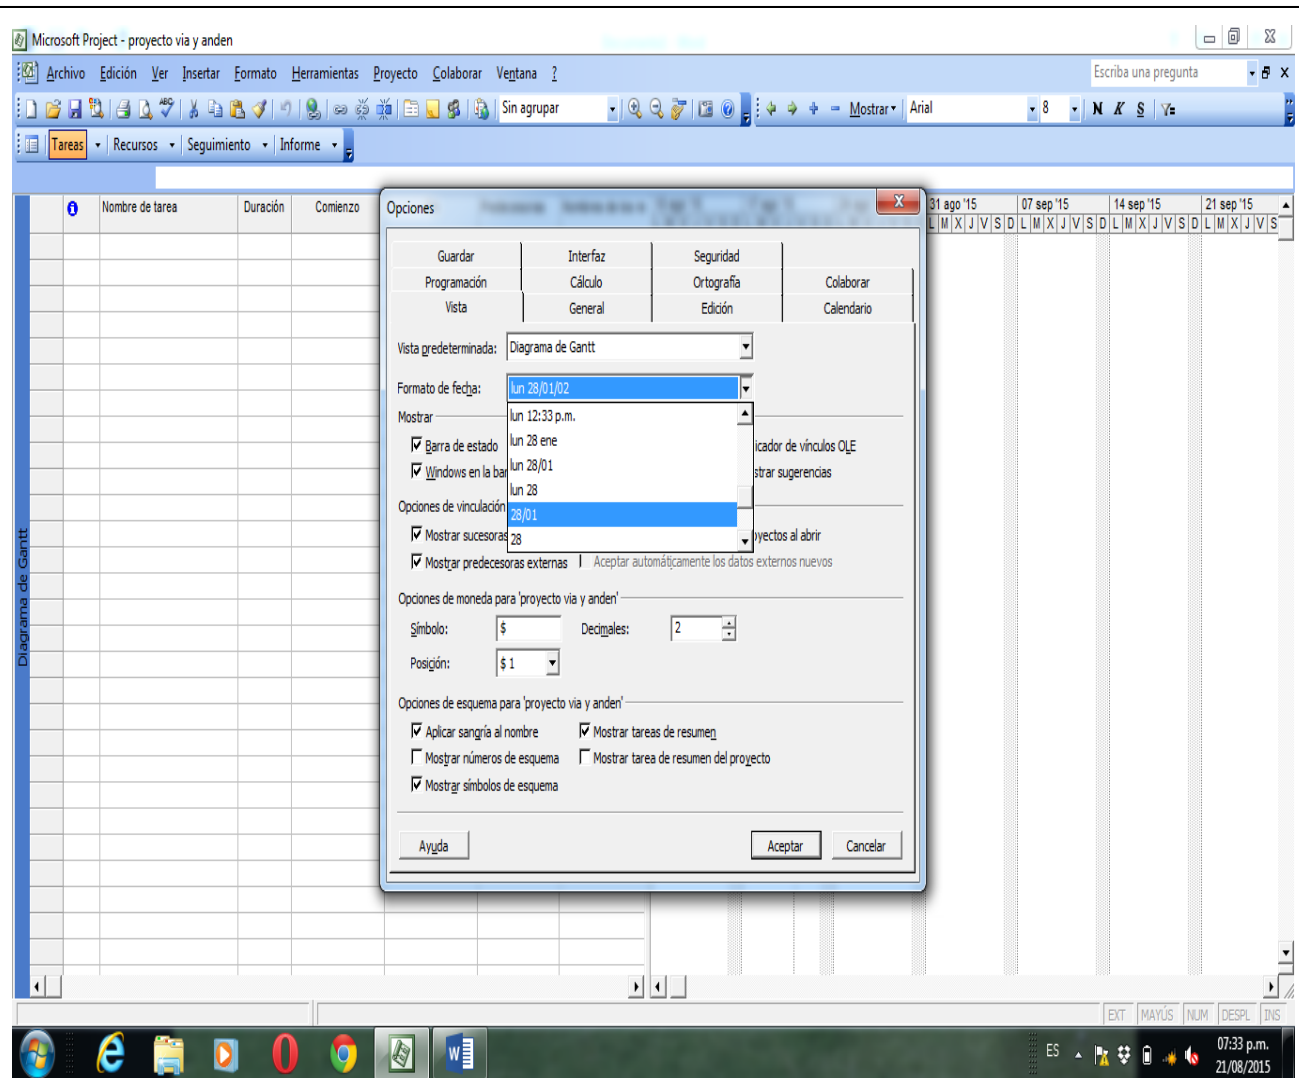 Microsoft Project - proyecto via y anden
Archivo Edición Ver Insertar Formato Herramientas Proyecto Colaborar Ventana ? Escriba una pregunta
Sin agrupar Mostrar Arial 8 N K S
Tareas Recursos Seguimiento Informe
Nombre de tarea Duración Comienzo 31 ago '15 07 sep '15 14 sep '15 21 sep '15
L M X J V S D L M X J V S D L M X J V S D L M X J V S
Opciones
Guardar Interfaz Seguridad
Programación Cálculo Ortografía Colaborar
Vista General Edición Calendario
Vista predeterminada: Diagrama de Gantt
Formato de fecha: lun 28/01/02
Mostrar
lun 12:33 p.m.
lun 28 ene
lun 28/01
lun 28
28/01
28
Barra de estado icador de vínculos OLE
Windows en la bar strar sugerencias
Opciones de vinculación
Mostrar sucesoras oyectos al abrir
Mostrar predecesoras externas Aceptar automáticamente los datos externos nuevos
Opciones de moneda para 'proyecto via y anden'
Símbolo: $ Decimales: 2
Posición: $ 1
Opciones de esquema para 'proyecto via y anden'
Aplicar sangría al nombre Mostrar tareas de resumen
Mostrar números de esquema Mostrar tarea de resumen del proyecto
Mostrar símbolos de esquema
Ayuda Aceptar Cancelar
Diagrama de Gantt
EXT MAYÚS NUM DESPL INS
ES 07:33 p.m.
21/08/2015